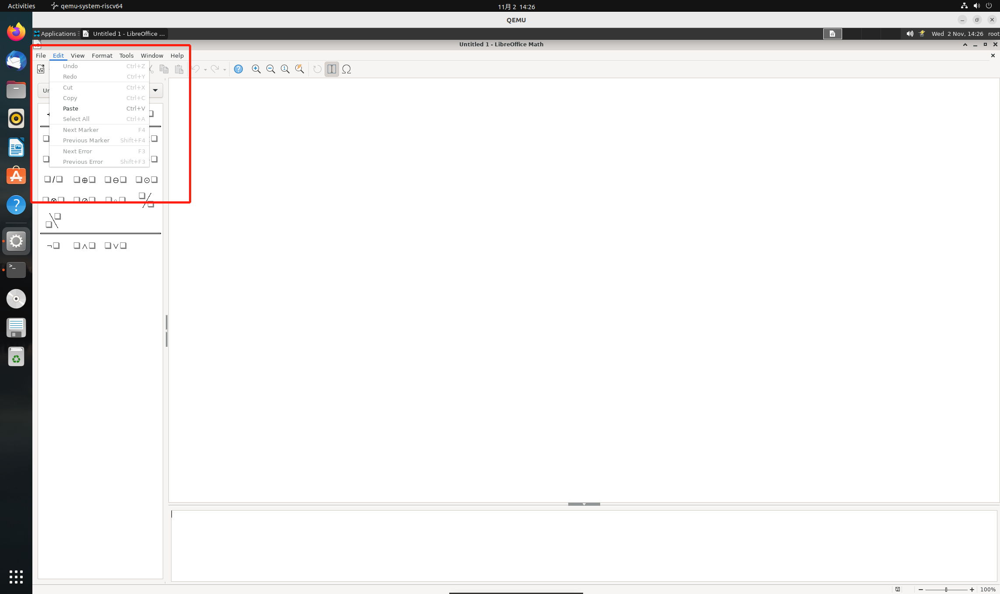 Activities qemu-system-riscv64 11月 2 14:26
QEMU
Applications Untitled 1 - LibreOffice ... Wed 2 Nov, 14:26 root
Untitled 1 - LibreOffice Math
File Edit View Format Tools Window Help
Undo Ctrl+Z
Redo Ctrl+Y
Cut Ctrl+X
Copy Ctrl+C
Paste Ctrl+V
Select All Ctrl+A
Next Marker F4
Previous Marker Shift+F4
Next Error F3
Previous Error Shift+F3
Ur
100%